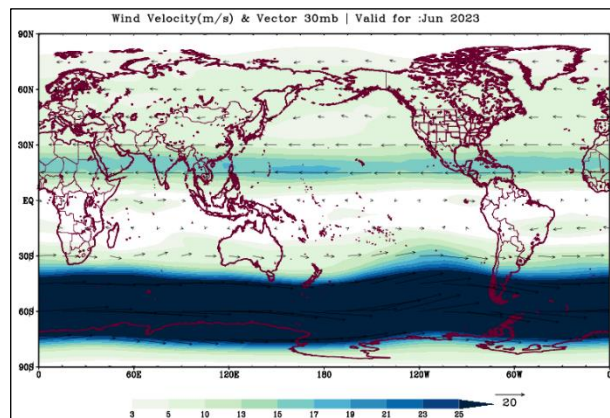 Wind Velocity(m/s) & Vector 30mb | Valid for :Jun 2023
90N
60N
30N
EQ
30S
60S
90S
0 60E 120E 180 120W 60W 0
3 5 10 13 15 17 19 21 23 25 20